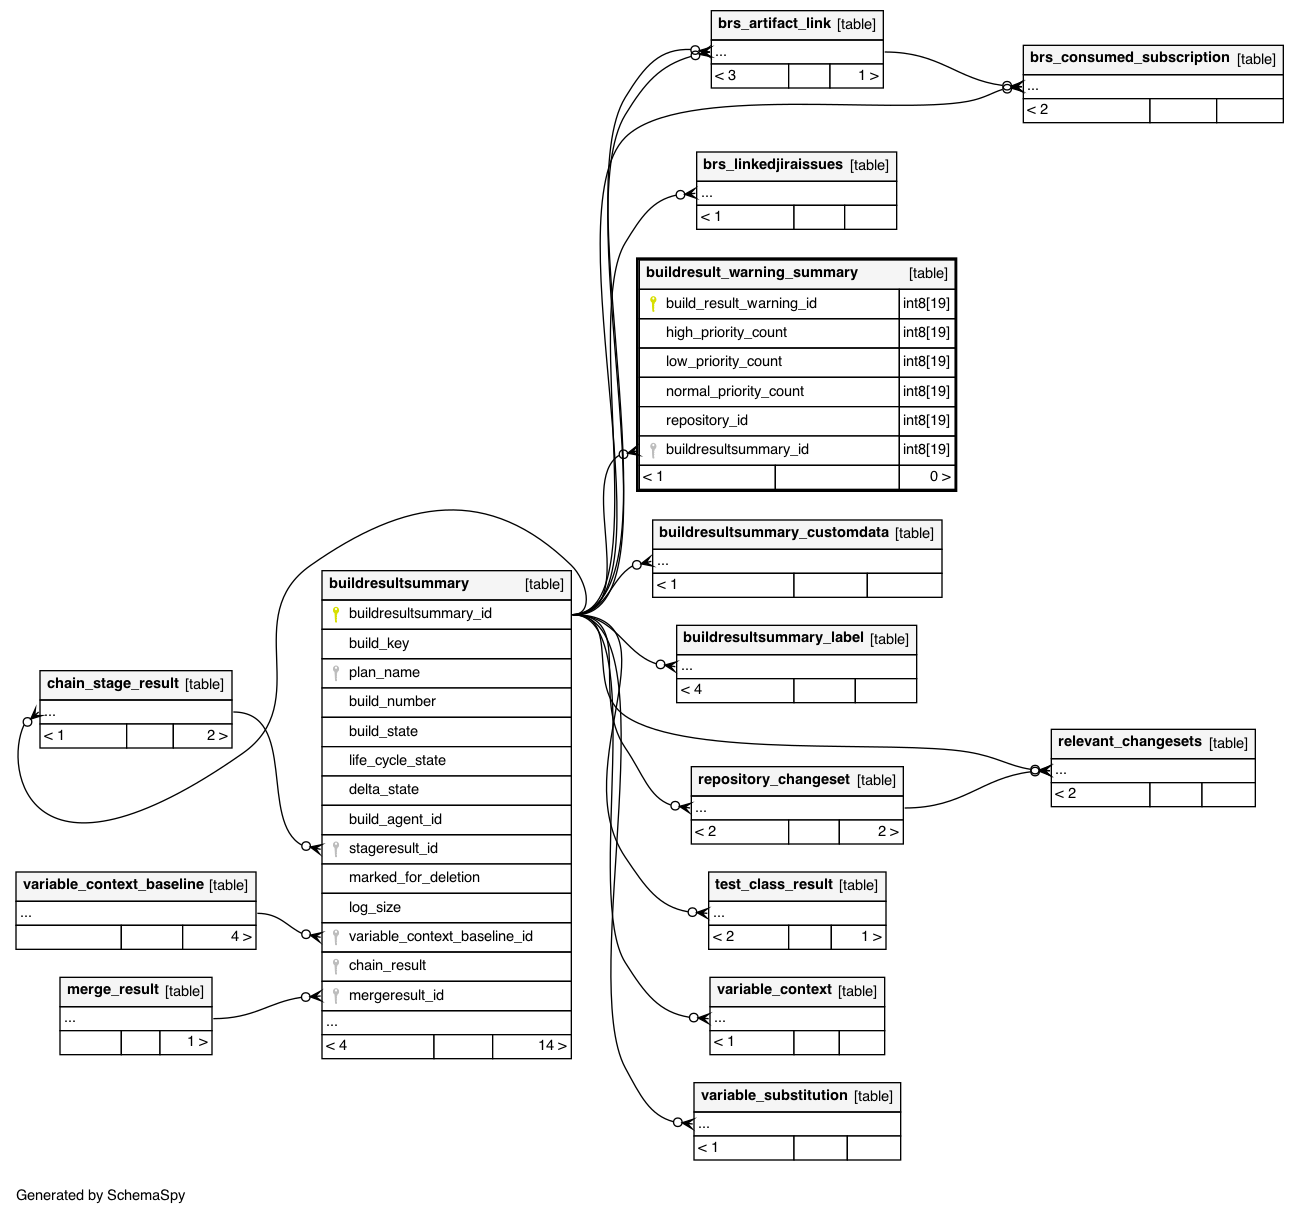 brs_artifact_link [table]
...
< 3 1 >
brs_consumed_subscription [table]
...
< 2
brs_linkedjiraissues [table]
...
< 1
buildresult_warning_summary [table]
build_result_warning_id int8[19]
high_priority_count int8[19]
low_priority_count int8[19]
normal_priority_count int8[19]
repository_id int8[19]
buildresultsummary_id int8[19]
< 1 0 >
buildresultsummary_customdata [table]
...
< 1
buildresultsummary [table]
buildresultsummary_id
build_key
plan_name
build_number
build_state
life_cycle_state
delta_state
build_agent_id
stageresult_id
marked_for_deletion
log_size
variable_context_baseline_id
chain_result
mergeresult_id
...
< 4 14 >
buildresultsummary_label [table]
...
< 4
chain_stage_result [table]
...
< 1 2 >
relevant_changesets [table]
...
< 2
repository_changeset [table]
...
< 2 2 >
variable_context_baseline [table]
...
4 >
test_class_result [table]
...
< 2 1 >
merge_result [table]
...
1 >
variable_context [table]
...
< 1
variable_substitution [table]
...
< 1
Generated by SchemaSpy